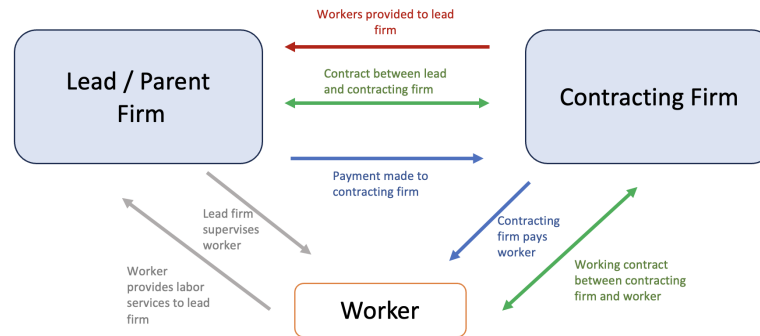 Workers provided to lead
firm
Lead / Parent
Firm
Contract between lead
and contracting firm
Contracting Firm
Payment made to
contracting firm
Lead firm
supervises
worker
Contracting
firm pays
worker
Worker
provides labor
services to lead
firm
Working contract
between contracting
firm and worker
Worker